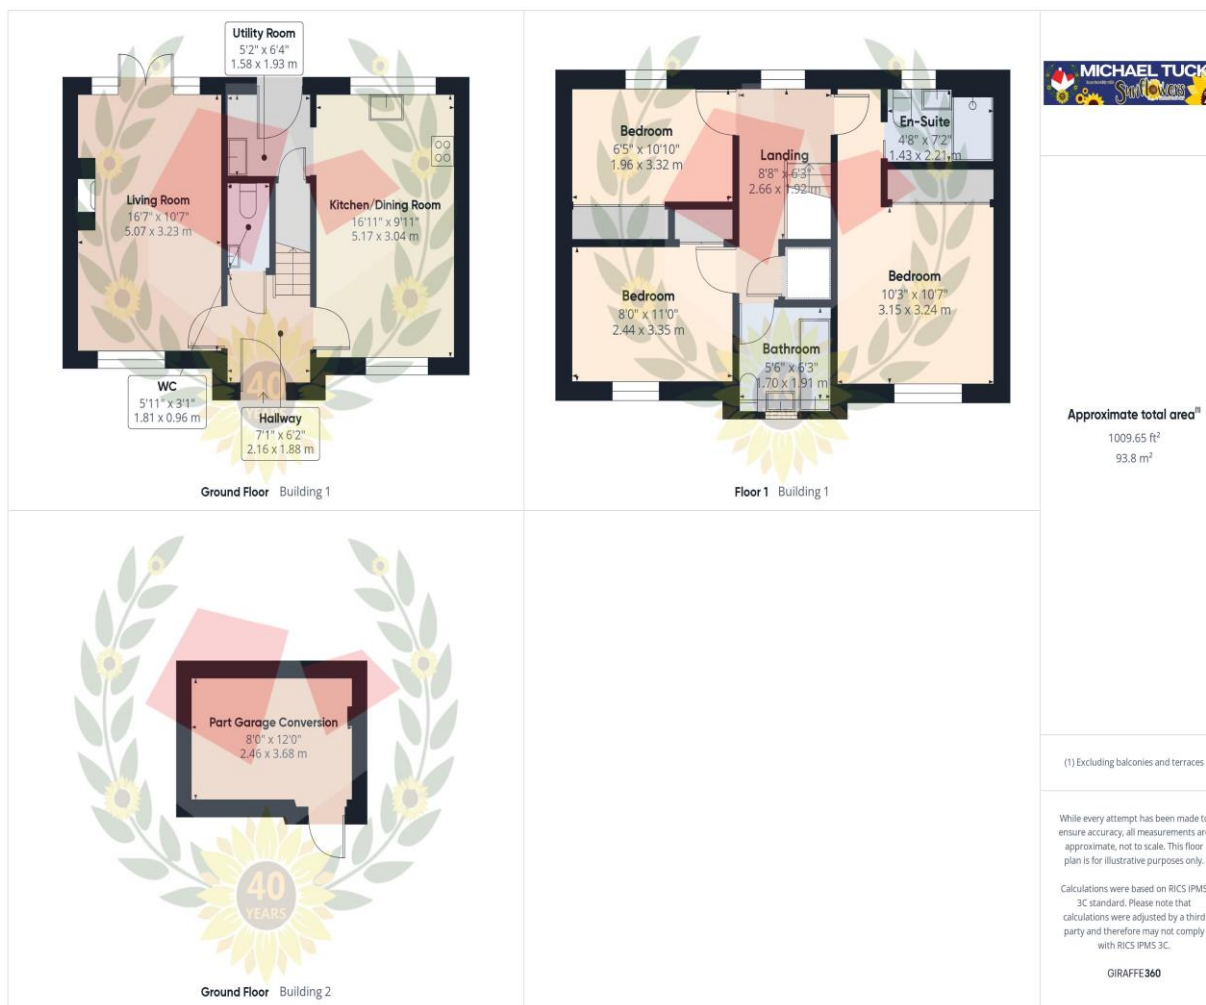 Utility Room
5'2" x 6'4"
1.58 x 1.93 m
Living Room
16'7" x 10'7"
5.07 x 3.23 m
Kitchen/Dining Room
16'11" x 9'11"
5.17 x 3.04 m
WC
5'11" x 3'1"
1.81 x 0.96 m
40
Hallway
7'1" x 6'2"
2.16 x 1.88 m
Ground Floor Building 1
Bedroom
6'5" x 10'10"
1.96 x 3.32 m
Landing
8'8" x 6'3"
2.66 x 1.92 m
En-Suite
4'8" x 7'2"
1.43 x 2.21 m
Bedroom
8'0" x 11'0"
2.44 x 3.35 m
Bedroom
10'3" x 10'7"
3.15 x 3.24 m
Bathroom
5'6" x 6'3"
1.70 x 1.91 m
Floor 1 Building 1
Part Garage Conversion
8'0" x 12'0"
2.46 x 3.68 m
40
YEARS
Ground Floor Building 2
MICHAEL TUCK
Sunflowers
Approximate total area(1)
1009.65 ft²
93.8 m²
(1) Excluding balconies and terraces
While every attempt has been made to
ensure accuracy, all measurements are
approximate, not to scale. This floor
plan is for illustrative purposes only.
Calculations were based on RICS IPMS
3C standard. Please note that
calculations were adjusted by a third
party and therefore may not comply
with RICS IPMS 3C.
GIRAFFE360